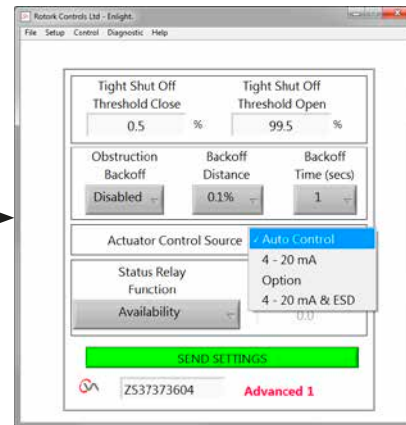 Rotork Controls Ltd - Enlight.
File Setup Control Diagnostic Help
Tight Shut Off Tight Shut Off
Threshold Close Threshold Open
0.5 % 99.5 %
Obstruction Backoff Backoff
Backoff Distance Time (secs)
Disabled 0.1% 1
Actuator Control Source ✓ Auto Control
4 - 20 mA
Status Relay Option
Function 4 - 20 mA & ESD
Availability 0.0
SEND SETTINGS
ZS37373604 Advanced 1